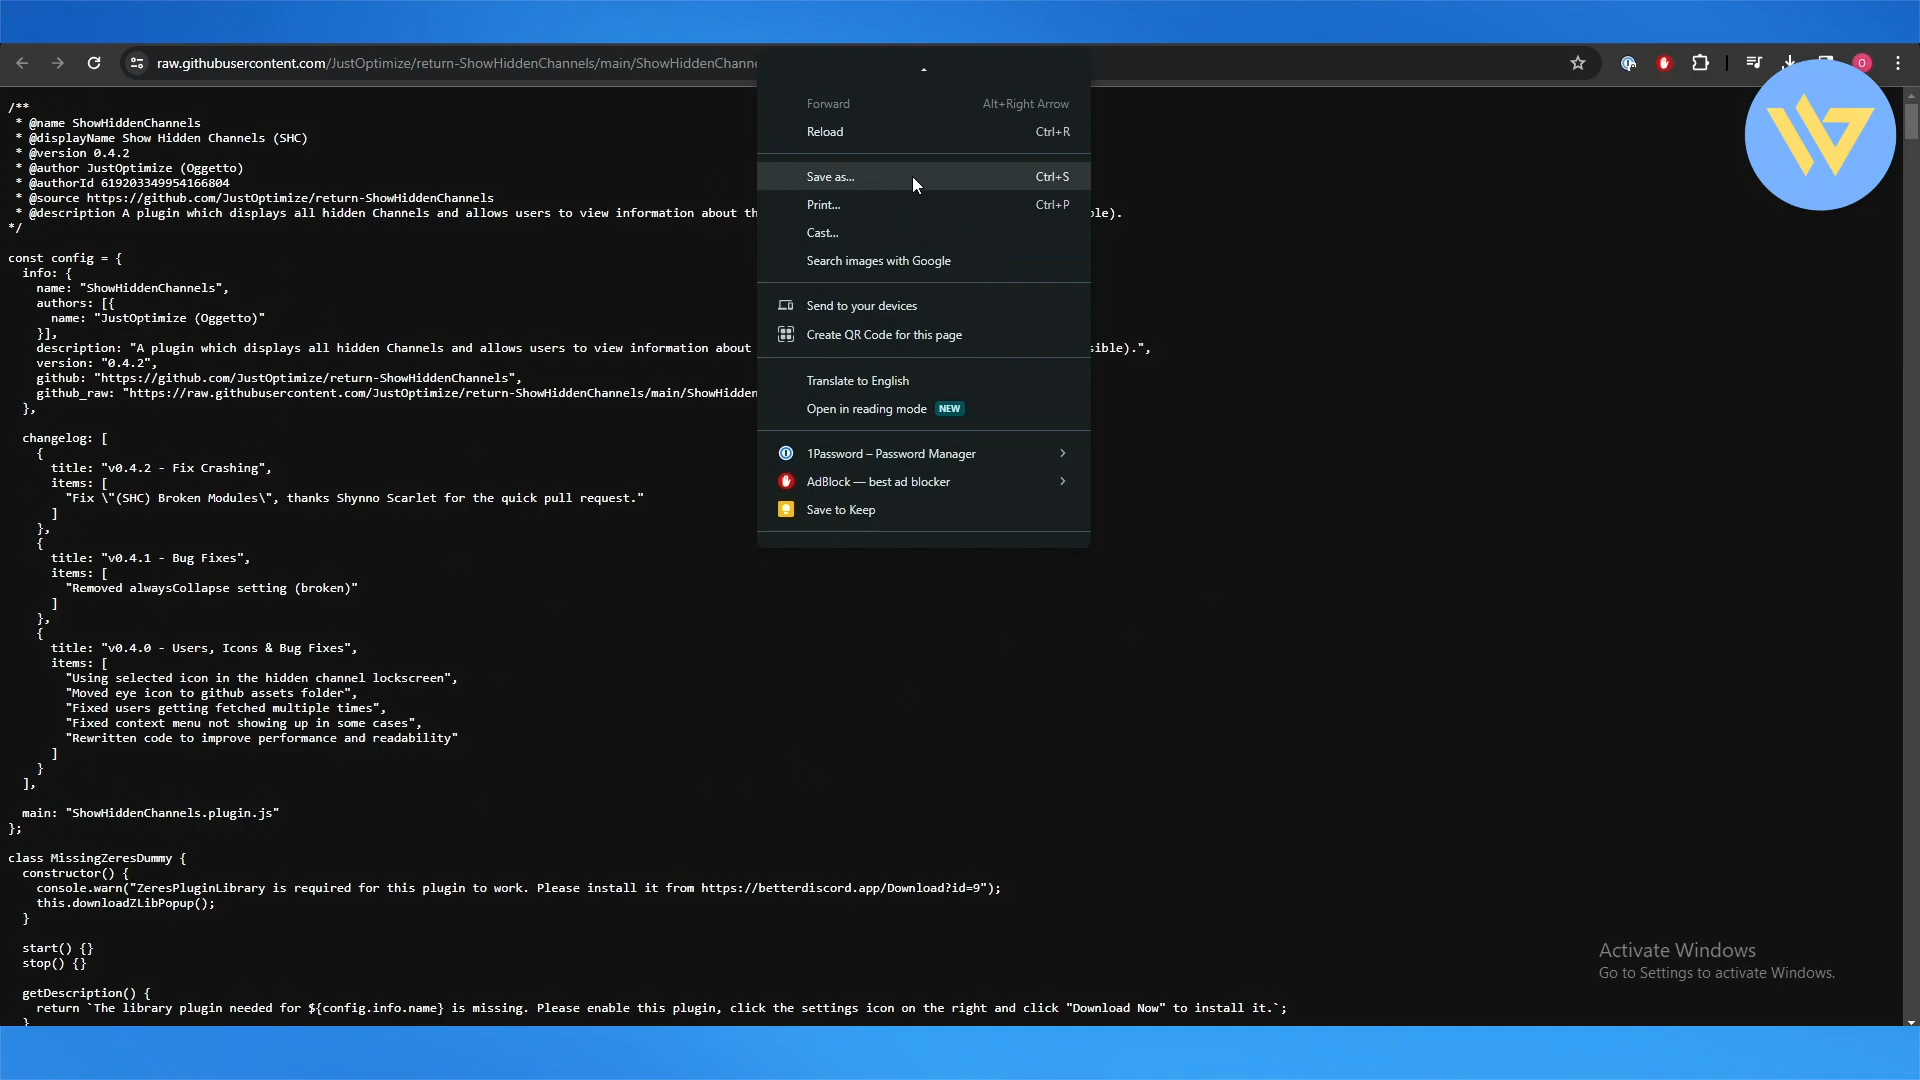 raw.githubusercontent.com/JustOptimize/return-ShowHiddenChannels/main/ShowHiddenChanne
O
Forward Alt+Right Arrow
Reload Ctrl+R
Save as... Ctrl+S
Print... Ctrl+P
Cast...
Search images with Google
Send to your devices
Create QR Code for this page
Translate to English
Open in reading mode NEW
1Password – Password Manager
AdBlock — best ad blocker
Save to Keep
/**
* @name ShowHiddenChannels
* @displayName Show Hidden Channels (SHC)
* @version 0.4.2
* @author JustOptimize (Oggetto)
* @authorId 619203349954166804
* @source https://github.com/JustOptimize/return-ShowHiddenChannels
* @description A plugin which displays all hidden Channels and allows users to view information about th ble).
*/
const config = {
info: {
name: "ShowHiddenChannels",
authors: [{
name: "JustOptimize (Oggetto)"
}],
description: "A plugin which displays all hidden Channels and allows users to view information about sible).",
version: "0.4.2",
github: "https://github.com/JustOptimize/return-ShowHiddenChannels",
github_raw: "https://raw.githubusercontent.com/JustOptimize/return-ShowHiddenChannels/main/ShowHidden
},
changelog: [
{
title: "v0.4.2 - Fix Crashing",
items: [
"Fix \"(SHC) Broken Modules\", thanks Shynno Scarlet for the quick pull request."
]
},
{
title: "v0.4.1 - Bug Fixes",
items: [
"Removed alwaysCollapse setting (broken)"
]
},
{
title: "v0.4.0 - Users, Icons & Bug Fixes",
items: [
"Using selected icon in the hidden channel lockscreen",
"Moved eye icon to github assets folder",
"Fixed users getting fetched multiple times",
"Fixed context menu not showing up in some cases",
"Rewritten code to improve performance and readability"
]
}
],
main: "ShowHiddenChannels.plugin.js"
};
class MissingZeresDummy {
constructor() {
console.warn("ZeresPluginLibrary is required for this plugin to work. Please install it from https://betterdiscord.app/Download?id=9");
this.downloadZLibPopup();
}
start() {}
stop() {}
getDescription() {
return `The library plugin needed for ${config.info.name} is missing. Please enable this plugin, click the settings icon on the right and click "Download Now" to install it.`;
}
Activate Windows
Go to Settings to activate Windows.